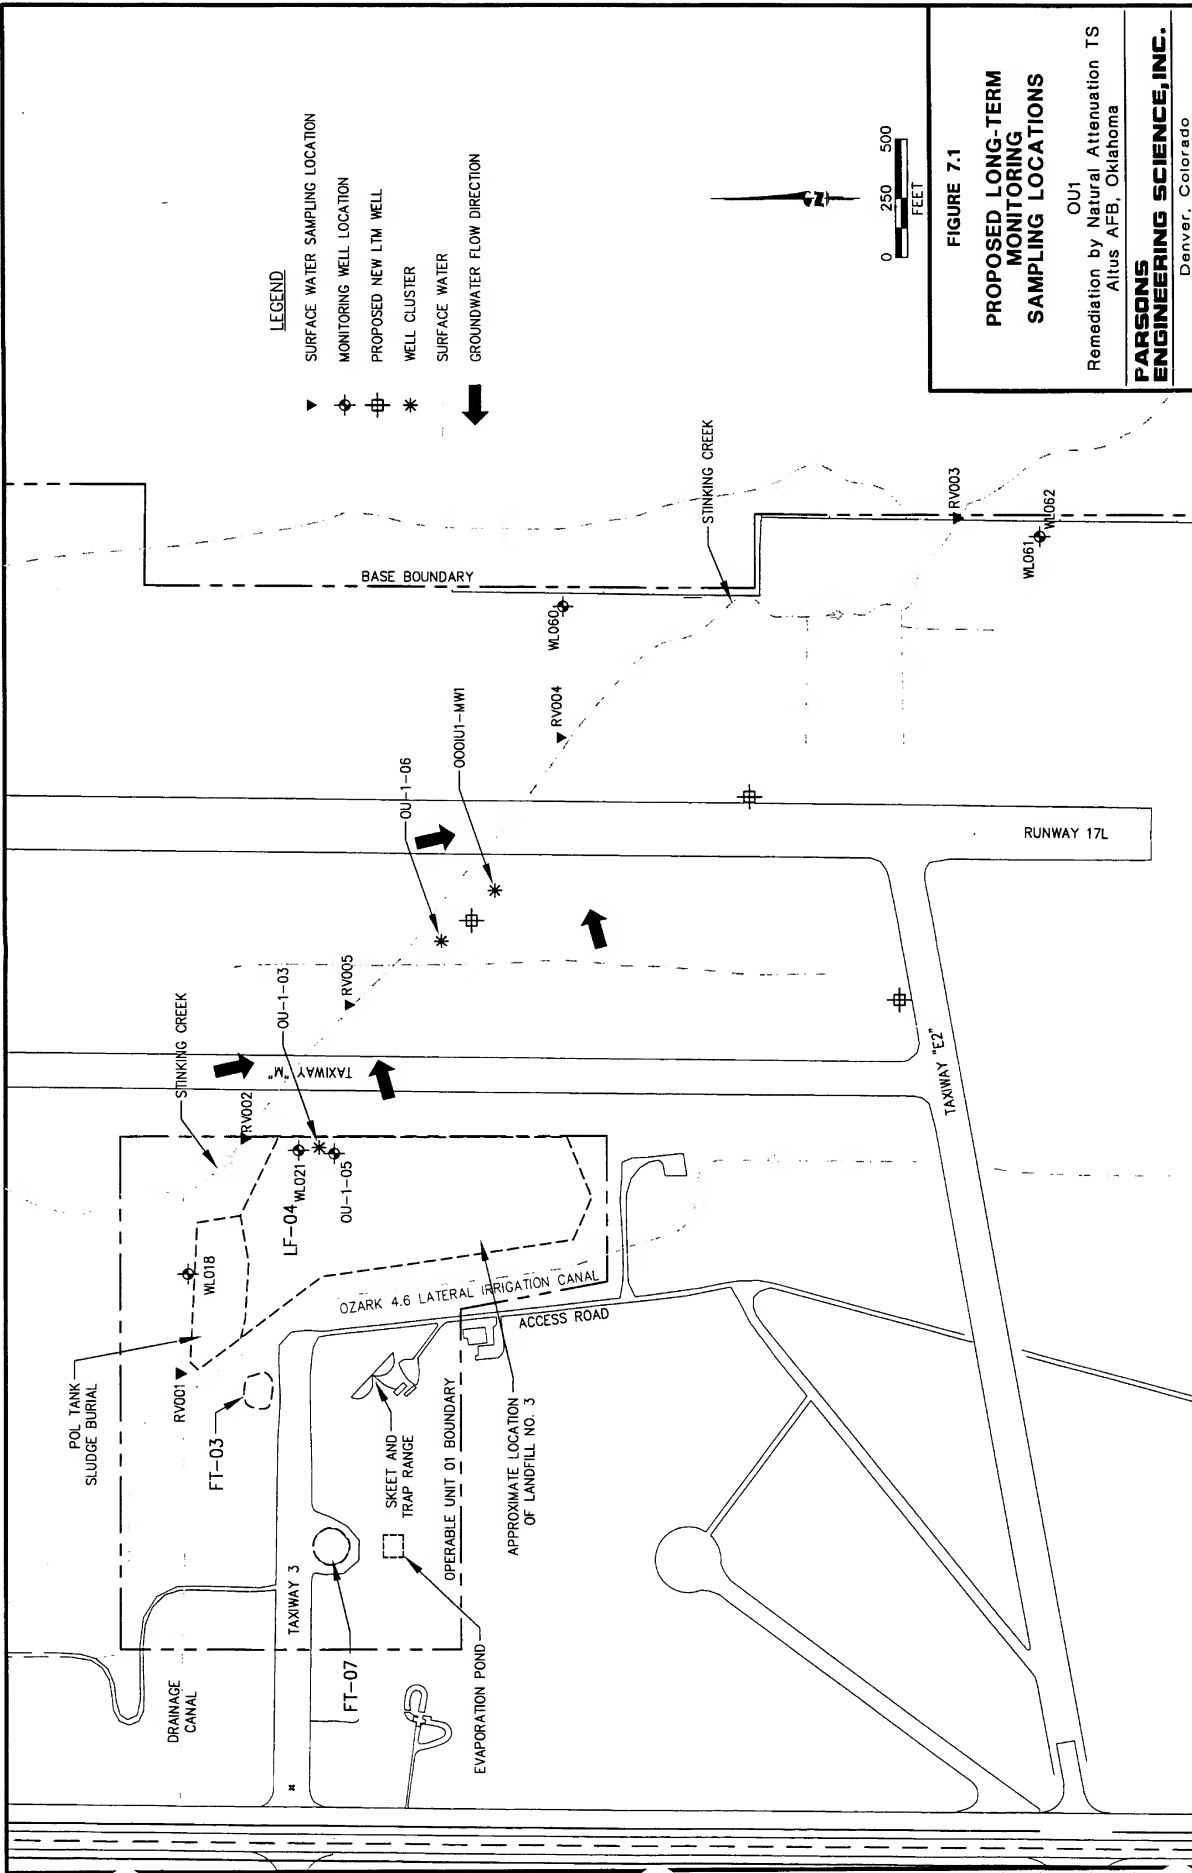 LEGEND
SURFACE WATER SAMPLING LOCATION
MONITORING WELL LOCATION
PROPOSED NEW LTM WELL
WELL CLUSTER
SURFACE WATER
GROUNDWATER FLOW DIRECTION
POL TANK
SLUDGE BURIAL
STINKING CREEK
DRAINAGE
CANAL
RV001
WL018
RV002
FT-03
LF-04
WL021
OU-1-03
OU-1-05
TAXIWAY "M"
RV005
OU-1-06
000IU1-MW1
BASE BOUNDARY
TAXIWAY 3
FT-07
SKEET AND
TRAP RANGE
OZARK 4.6 LATERAL IRRIGATION CANAL
ACCESS ROAD
OPERABLE UNIT 01 BOUNDARY
EVAPORATION POND
APPROXIMATE LOCATION
OF LANDFILL NO. 3
WL060
RV004
STINKING CREEK
RV003
WL061
WL062
TAXIWAY "E2"
RUNWAY 17L
N
0 250 500
FEET
FIGURE 7.1
PROPOSED LONG-TERM
MONITORING
SAMPLING LOCATIONS
OU1
Remediation by Natural Attenuation TS
Altus AFB, Oklahoma
PARSONS
ENGINEERING SCIENCE, INC.
Denver, Colorado